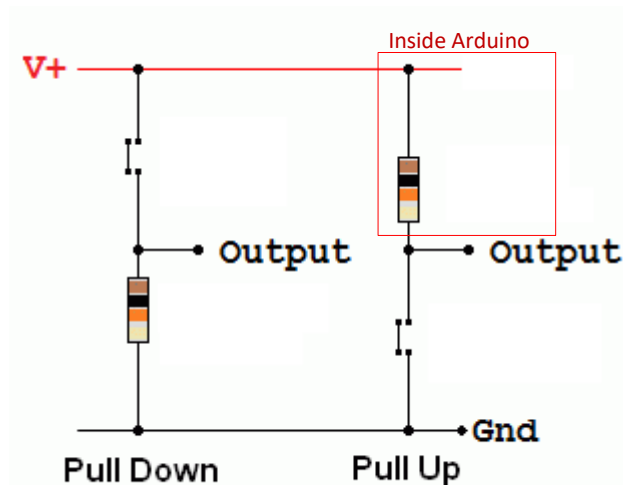 Inside Arduino
V+
Output
Output
Gnd
Pull Down
Pull Up